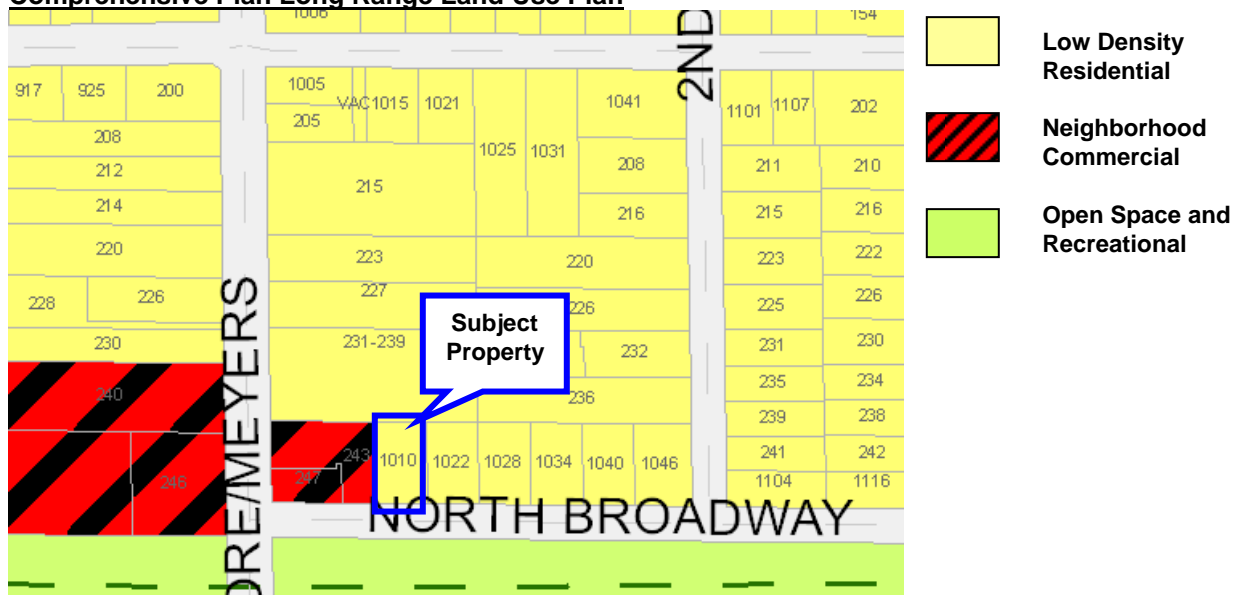 Comprehensive Plan Long Range Land Use Plan
1006
154
2ND
917 925 200
1005
VAC 1015 1021
1041
1101 1107 202
205
208
1025 1031
212
208
211 210
215
214
216
215 216
220
223
220
223 222
228 226
227
226
225 226
230
231-239
232
231 230
235 234
240
236
239 238
243 1010 1022 1028 1034 1040 1046
241 242
246
247
1104 1116
Subject
Property
DRE/MEYERS
NORTH BROADWAY
Low Density
Residential
Neighborhood
Commercial
Open Space and
Recreational